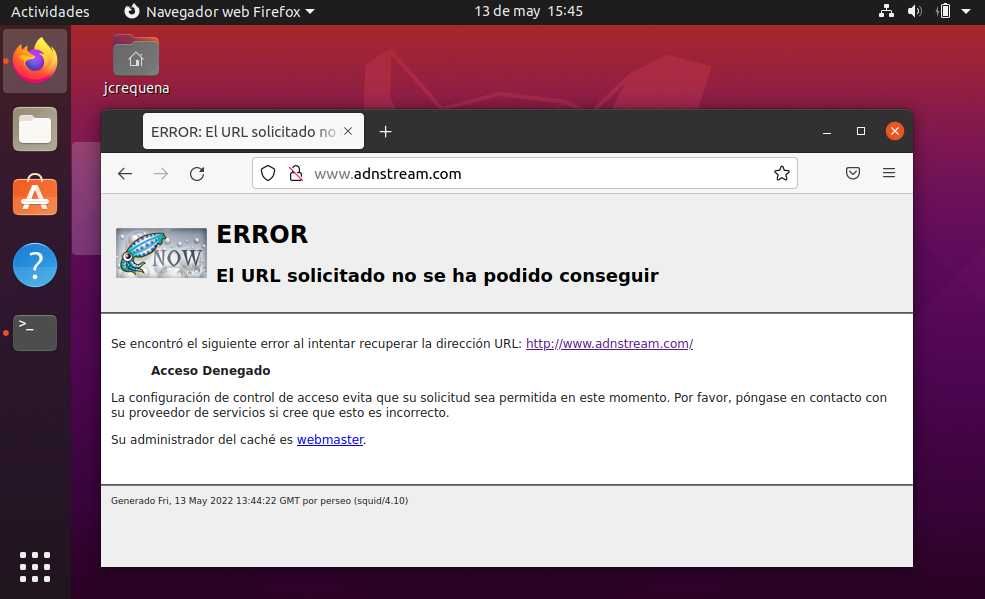 Actividades
Navegador web Firefox
13 de may 15:45
jcrequena
ERROR: El URL solicitado no
www.adnstream.com
NOW
ERROR
El URL solicitado no se ha podido conseguir
Se encontró el siguiente error al intentar recuperar la dirección URL: http://www.adnstream.com/
Acceso Denegado
La configuración de control de acceso evita que su solicitud sea permitida en este momento. Por favor, póngase en contacto con
su proveedor de servicios si cree que esto es incorrecto.
Su administrador del caché es webmaster.
Generado Fri, 13 May 2022 13:44:22 GMT por perseo (squid/4.10)